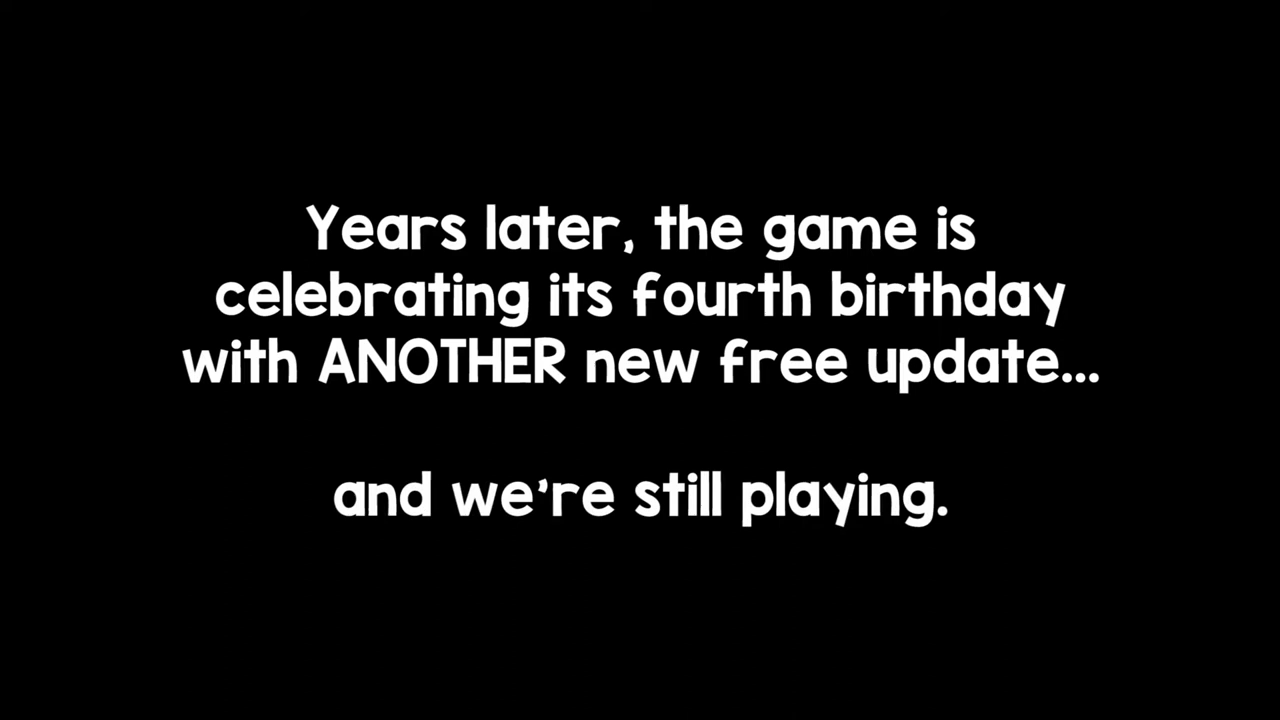 Years later, the game is
celebrating its fourth birthday
with ANOTHER new free update...
and we're still playing.